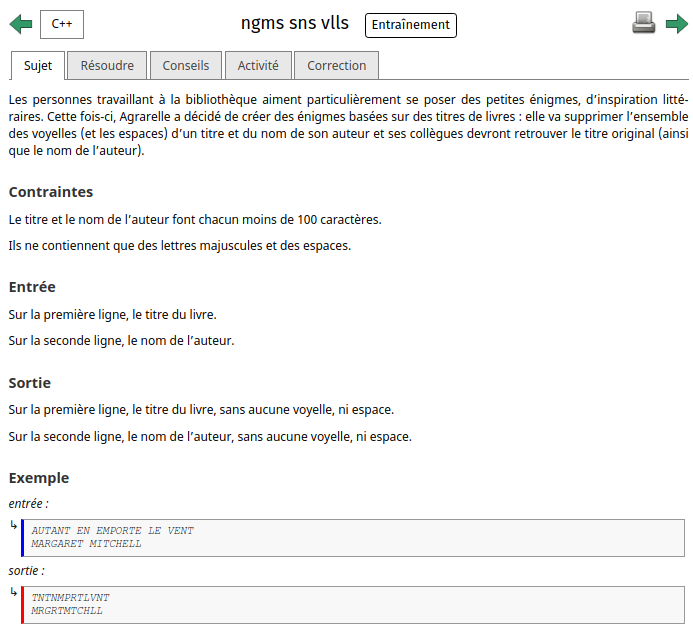 C++
ngms sns vlls
Entraînement
Sujet
Résoudre
Conseils
Activité
Correction
Les personnes travaillant à la bibliothèque aiment particulièrement se poser des petites énigmes, d’inspiration litté-
raires. Cette fois-ci, Agrarelle a décidé de créer des énigmes basées sur des titres de livres : elle va supprimer l’ensemble
des voyelles (et les espaces) d’un titre et du nom de son auteur et ses collègues devront retrouver le titre original (ainsi
que le nom de l’auteur).
Contraintes
Le titre et le nom de l’auteur font chacun moins de 100 caractères.
Ils ne contiennent que des lettres majuscules et des espaces.
Entrée
Sur la première ligne, le titre du livre.
Sur la seconde ligne, le nom de l’auteur.
Sortie
Sur la première ligne, le titre du livre, sans aucune voyelle, ni espace.
Sur la seconde ligne, le nom de l’auteur, sans aucune voyelle, ni espace.
Exemple
entrée :
AUTANT EN EMPORTE LE VENT
MARGARET MITCHELL
sortie :
TNTNMPRTLVNT
MRGRTMTCHLL